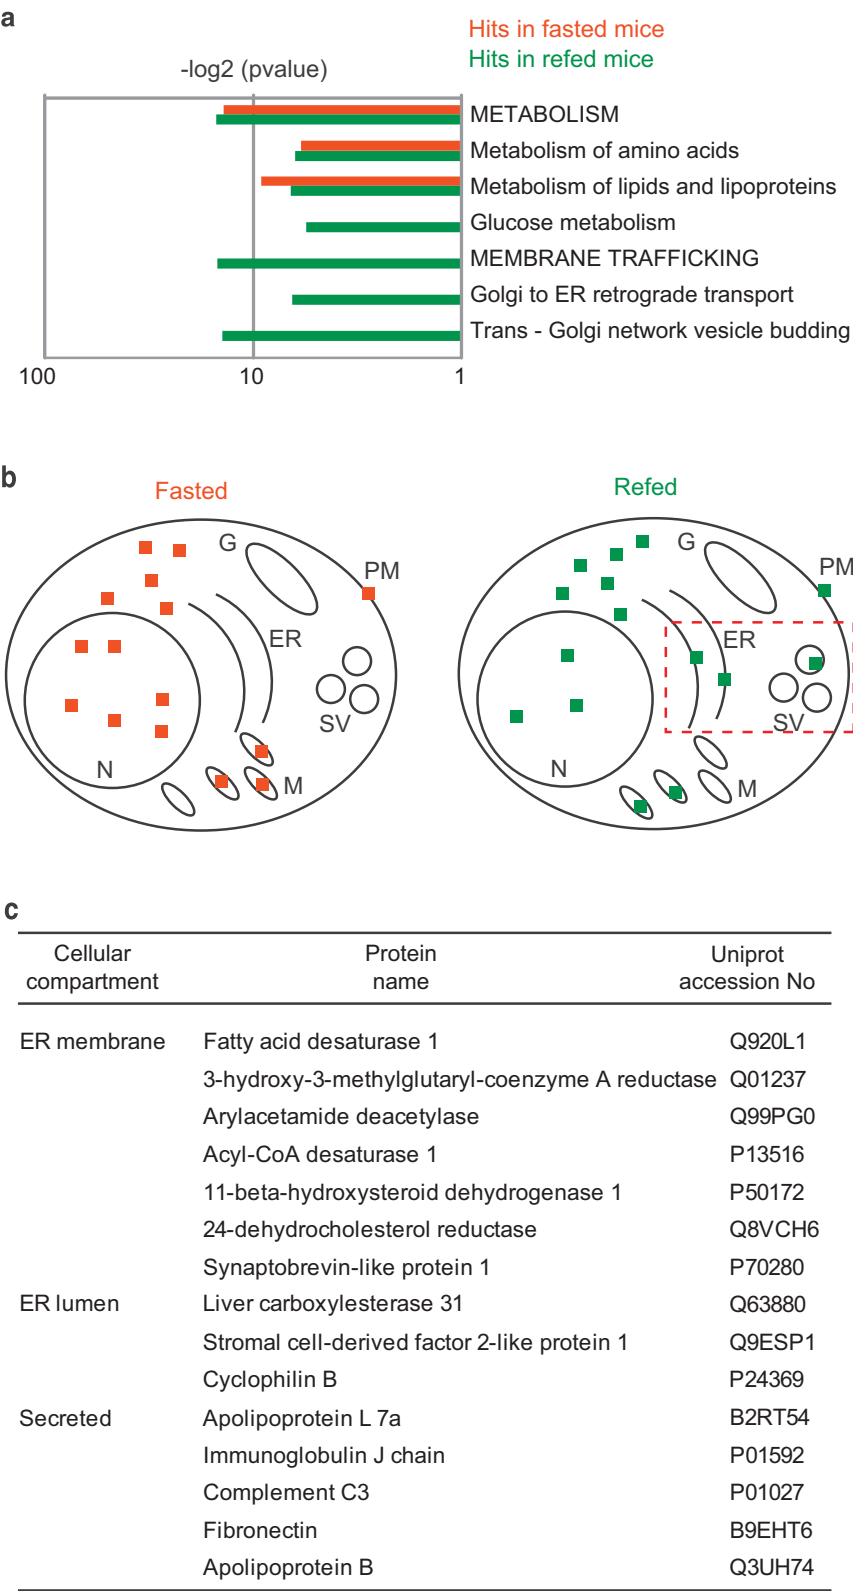 a
Hits in fasted mice
Hits in refed mice
-log2 (pvalue)
METABOLISM
Metabolism of amino acids
Metabolism of lipids and lipoproteins
Glucose metabolism
MEMBRANE TRAFFICKING
Golgi to ER retrograde transport
Trans - Golgi network vesicle budding
100 10 1
b
Fasted
G
PM
ER
SV
N
M
Refed
G
PM
ER
SV
N
M
c
Cellular compartment
Protein name
Uniprot accession No
ER membrane Fatty acid desaturase 1 Q920L1
3-hydroxy-3-methylglutaryl-coenzyme A reductase Q01237
Arylacetamide deacetylase Q99PG0
Acyl-CoA desaturase 1 P13516
11-beta-hydroxysteroid dehydrogenase 1 P50172
24-dehydrocholesterol reductase Q8VCH6
Synaptobrevin-like protein 1 P70280
ER lumen Liver carboxylesterase 31 Q63880
Stromal cell-derived factor 2-like protein 1 Q9ESP1
Cyclophilin B P24369
Secreted Apolipoprotein L 7a B2RT54
Immunoglobulin J chain P01592
Complement C3 P01027
Fibronectin B9EHT6
Apolipoprotein B Q3UH74